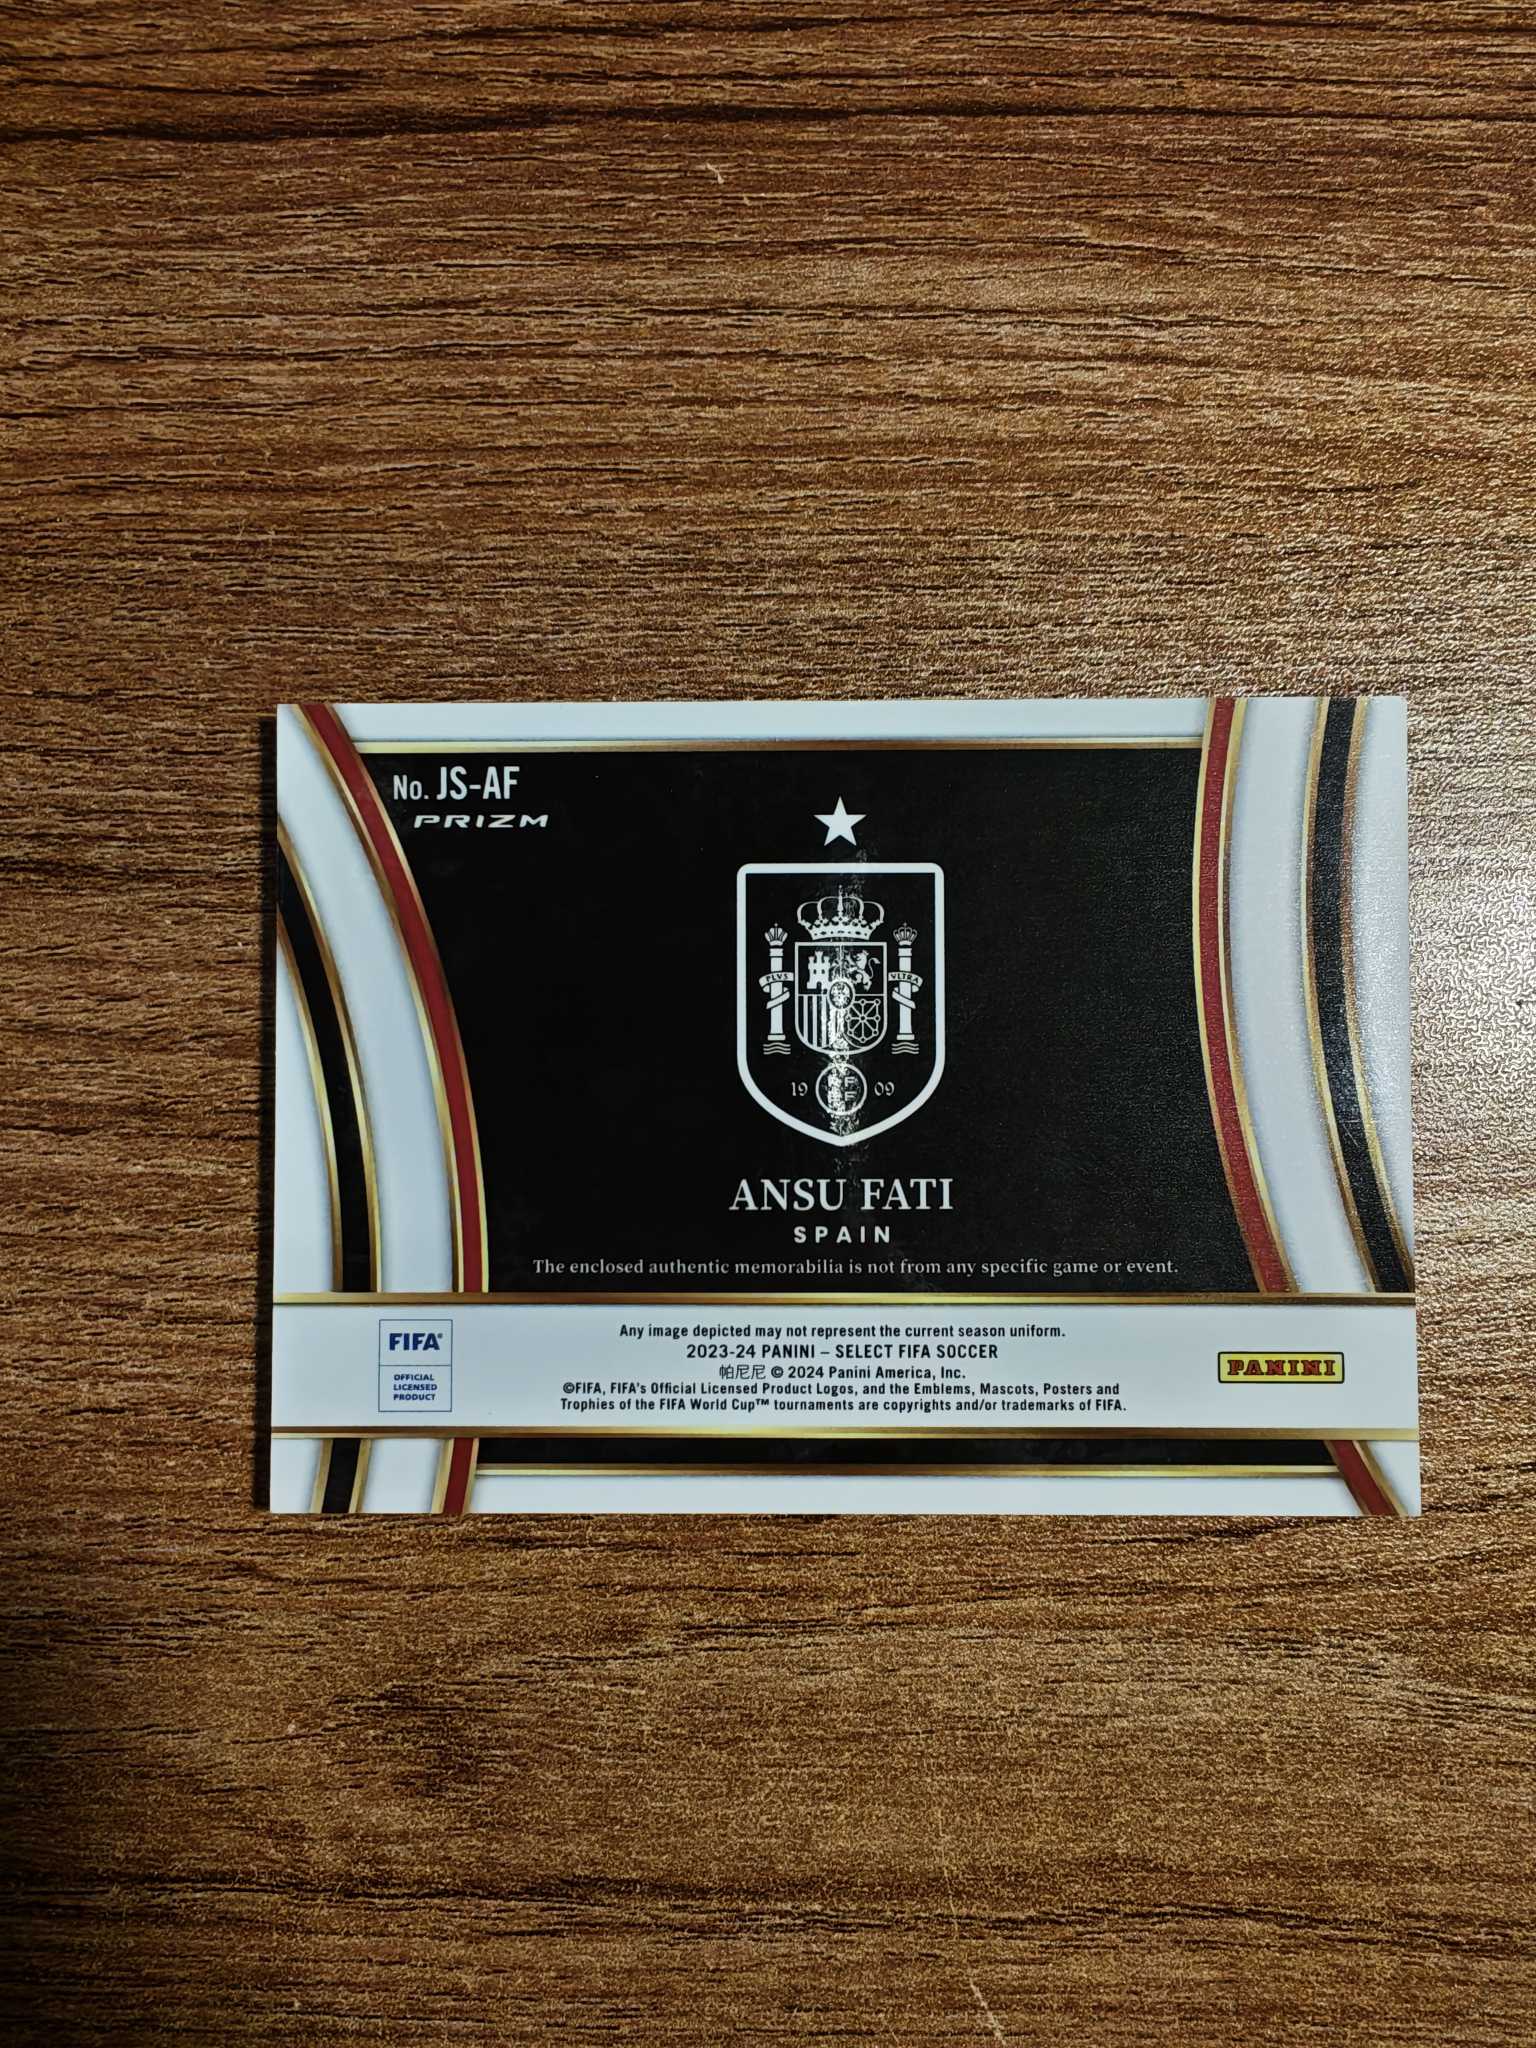 No. JS-AF
PRIZM
PLVS VLTRA
19 09
ANSU FATI
SPAIN
The enclosed authentic memorabilia is not from any specific game or event.
FIFA®
OFFICIAL
LICENSED
PRODUCT
Any image depicted may not represent the current season uniform.
2023-24 PANINI – SELECT FIFA SOCCER
帕尼尼 © 2024 Panini America, Inc.
©FIFA, FIFA's Official Licensed Product Logos, and the Emblems, Mascots, Posters and
Trophies of the FIFA World Cup™ tournaments are copyrights and/or trademarks of FIFA.
PANINI